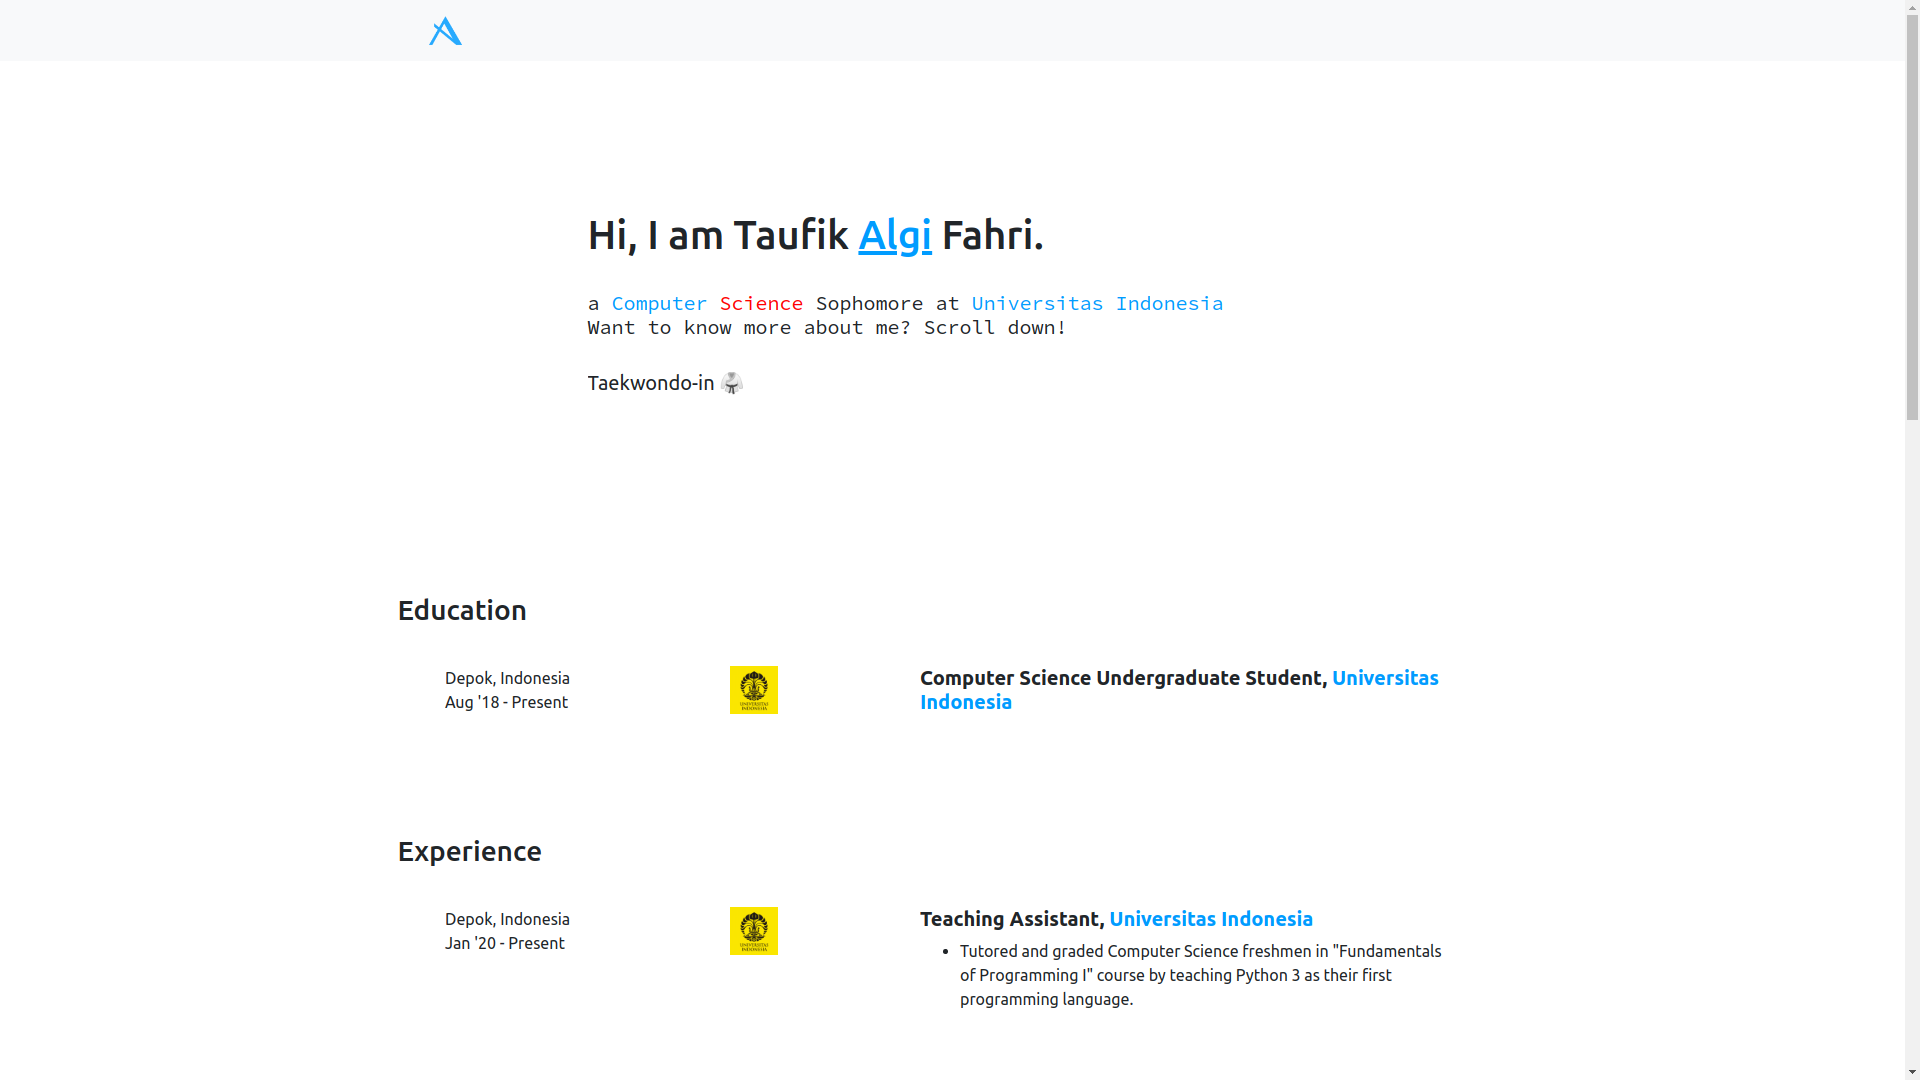 Hi, I am Taufik Algi Fahri.
a Computer Science Sophomore at Universitas Indonesia
Want to know more about me? Scroll down!
Taekwondo-in 🥋
Education
Depok, Indonesia
Aug '18 - Present
UNIVERSITAS
INDONESIA
Computer Science Undergraduate Student, Universitas
Indonesia
Experience
Depok, Indonesia
Jan '20 - Present
UNIVERSITAS
INDONESIA
Teaching Assistant, Universitas Indonesia
• Tutored and graded Computer Science freshmen in "Fundamentals
of Programming I" course by teaching Python 3 as their first
programming language.